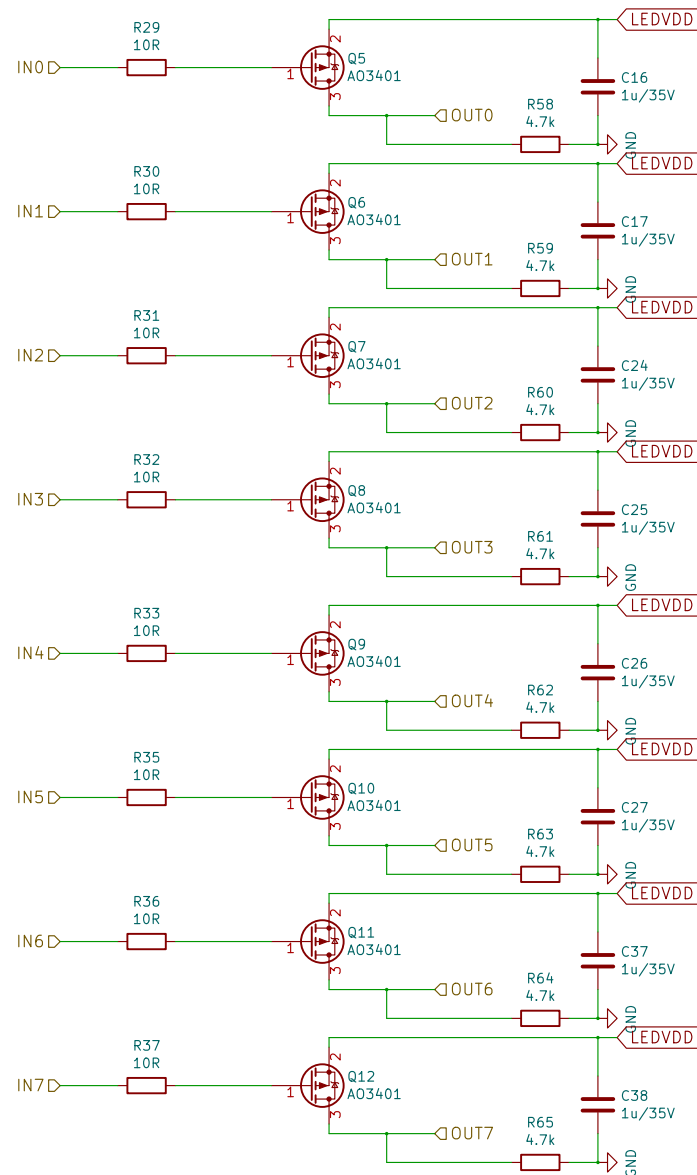 LEDVDD
R29
10R
2
Q5
AO3401
IN0
1
3
C16
1u/35V
R58
4.7k
OUT0
GND
LEDVDD
R30
10R
2
Q6
AO3401
IN1
1
3
C17
1u/35V
R59
4.7k
OUT1
GND
LEDVDD
R31
10R
2
Q7
AO3401
IN2
1
3
C24
1u/35V
R60
4.7k
OUT2
GND
LEDVDD
R32
10R
2
Q8
AO3401
IN3
1
3
C25
1u/35V
R61
4.7k
OUT3
GND
LEDVDD
R33
10R
2
Q9
AO3401
IN4
1
3
C26
1u/35V
R62
4.7k
OUT4
GND
LEDVDD
R35
10R
2
Q10
AO3401
IN5
1
3
C27
1u/35V
R63
4.7k
OUT5
GND
LEDVDD
R36
10R
2
Q11
AO3401
IN6
1
3
C37
1u/35V
R64
4.7k
OUT6
GND
LEDVDD
R37
10R
2
Q12
AO3401
IN7
1
3
C38
1u/35V
R65
4.7k
OUT7
GND